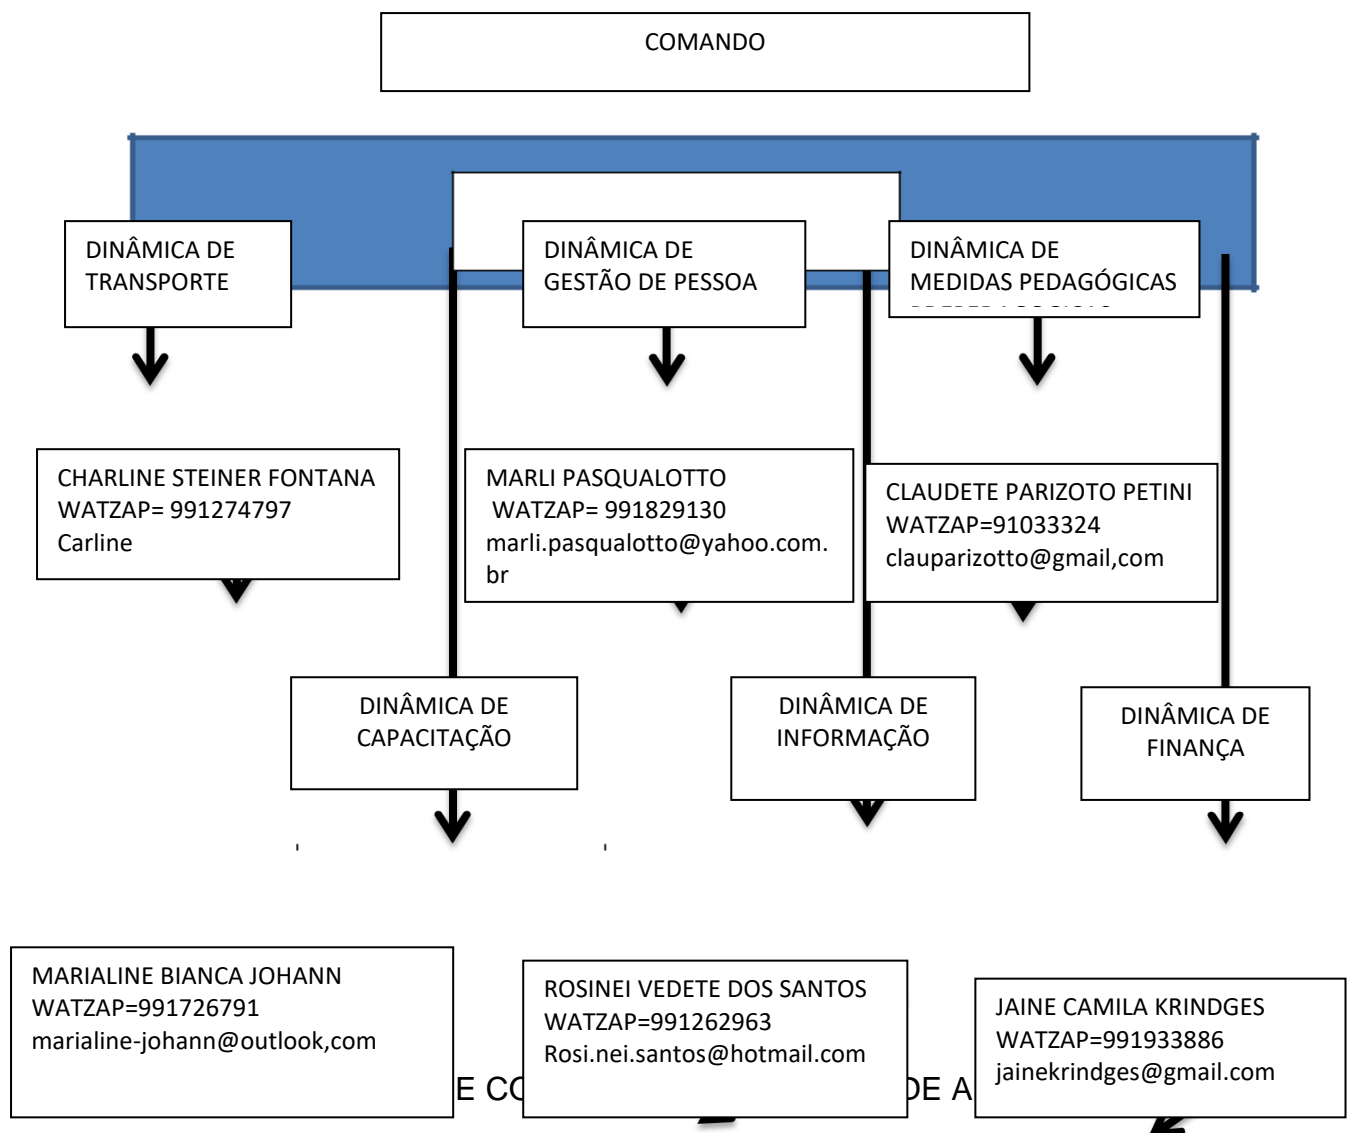 COMANDO
DINÂMICA DE
TRANSPORTE
DINÂMICA DE
GESTÃO DE PESSOA
DINÂMICA DE
MEDIDAS PEDAGÓGICAS
CHARLINE STEINER FONTANA
WATZAP= 991274797
Carline
MARLI PASQUALOTTO
WATZAP= 991829130
marli.pasqualotto@yahoo.com.
br
CLAUDETE PARIZOTO PETINI
WATZAP=91033324
clauparizotto@gmail,com
DINÂMICA DE
CAPACITAÇÃO
DINÂMICA DE
INFORMAÇÃO
DINÂMICA DE
FINANÇA
MARIALINE BIANCA JOHANN
WATZAP=991726791
marialine-johann@outlook,com
ROSINEI VEDETE DOS SANTOS
WATZAP=991262963
Rosi.nei.santos@hotmail.com
JAINE CAMILA KRINDGES
WATZAP=991933886
jainekrindges@gmail.com
E CO DE A